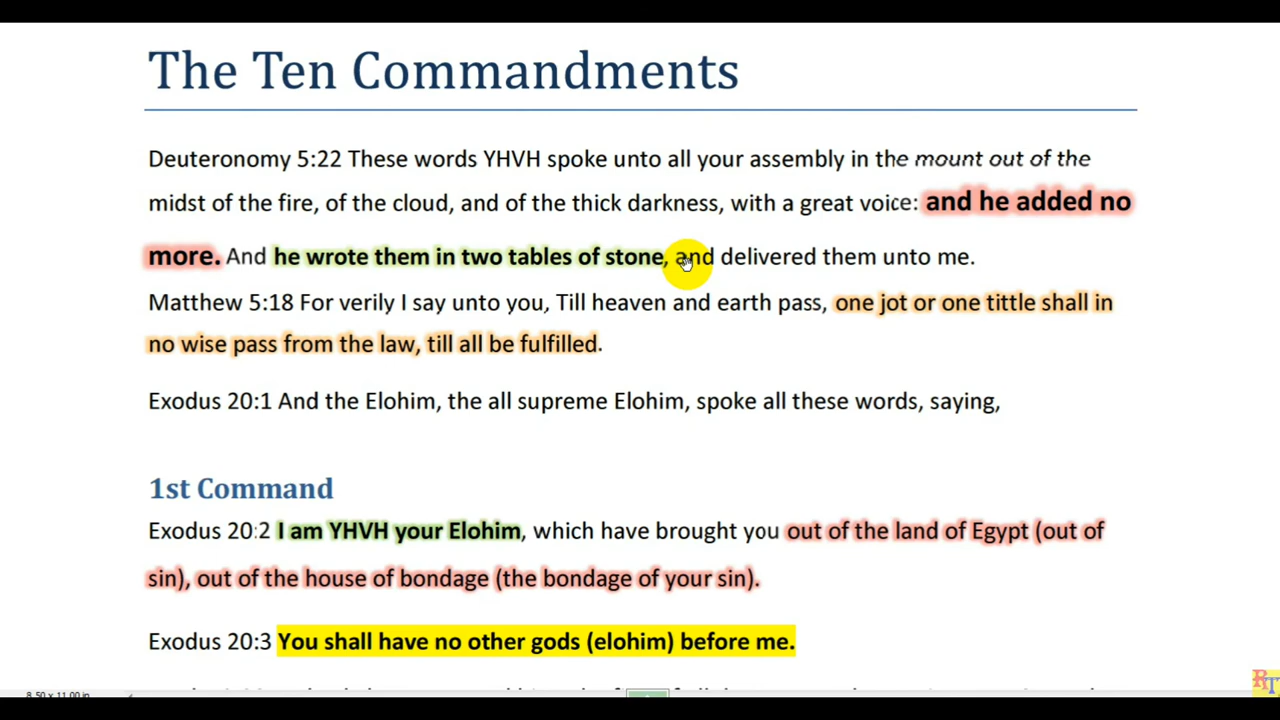 The Ten Commandments
Deuteronomy 5:22 These words YHVH spoke unto all your assembly in the mount out of the
midst of the fire, of the cloud, and of the thick darkness, with a great voice: and he added no
more. And he wrote them in two tables of stone, and delivered them unto me.
Matthew 5:18 For verily I say unto you, Till heaven and earth pass, one jot or one tittle shall in
no wise pass from the law, till all be fulfilled.
Exodus 20:1 And the Elohim, the all supreme Elohim, spoke all these words, saying,
1st Command
Exodus 20:2 I am YHVH your Elohim, which have brought you out of the land of Egypt (out of
sin), out of the house of bondage (the bondage of your sin).
Exodus 20:3 You shall have no other gods (elohim) before me.
8.50 x 11.00 in
RT